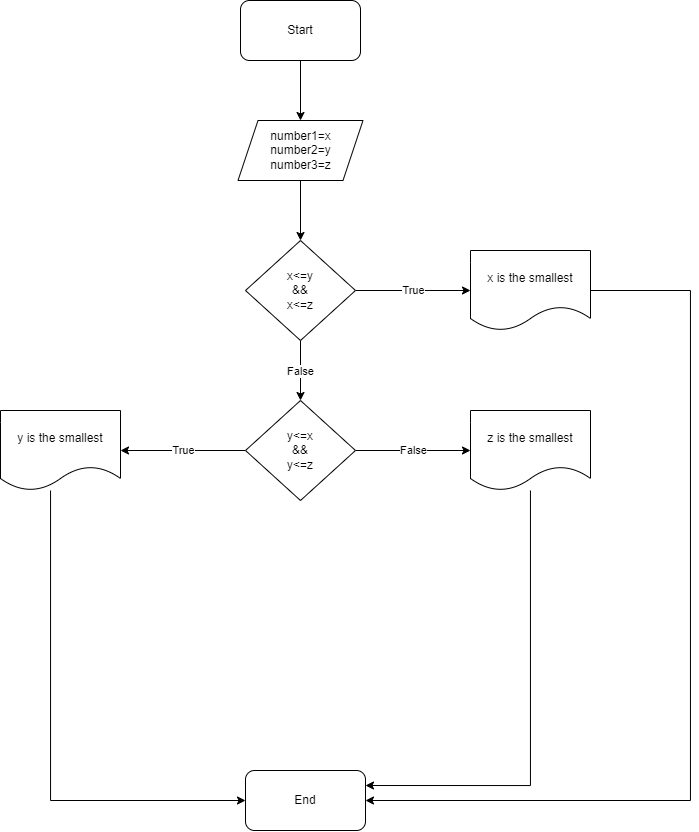 Start
number1=x
number2=y
number3=z
x<=y
&&
x<=z
True
x is the smallest
False
y is the smallest
True
y<=x
&&
y<=z
False
z is the smallest
End